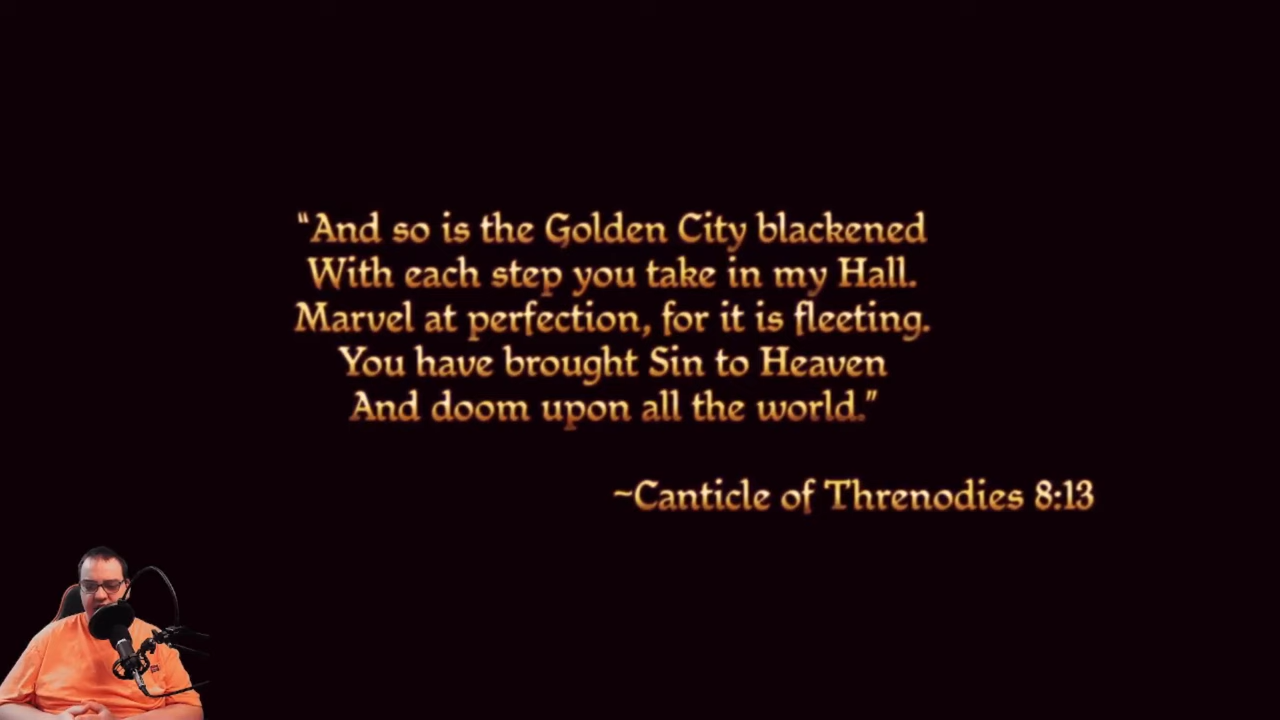 “And so is the Golden City blackened
With each step you take in my Hall.
Marvel at perfection, for it is fleeting.
You have brought Sin to Heaven
And doom upon all the world.”
~Canticle of Threnodies 8:13